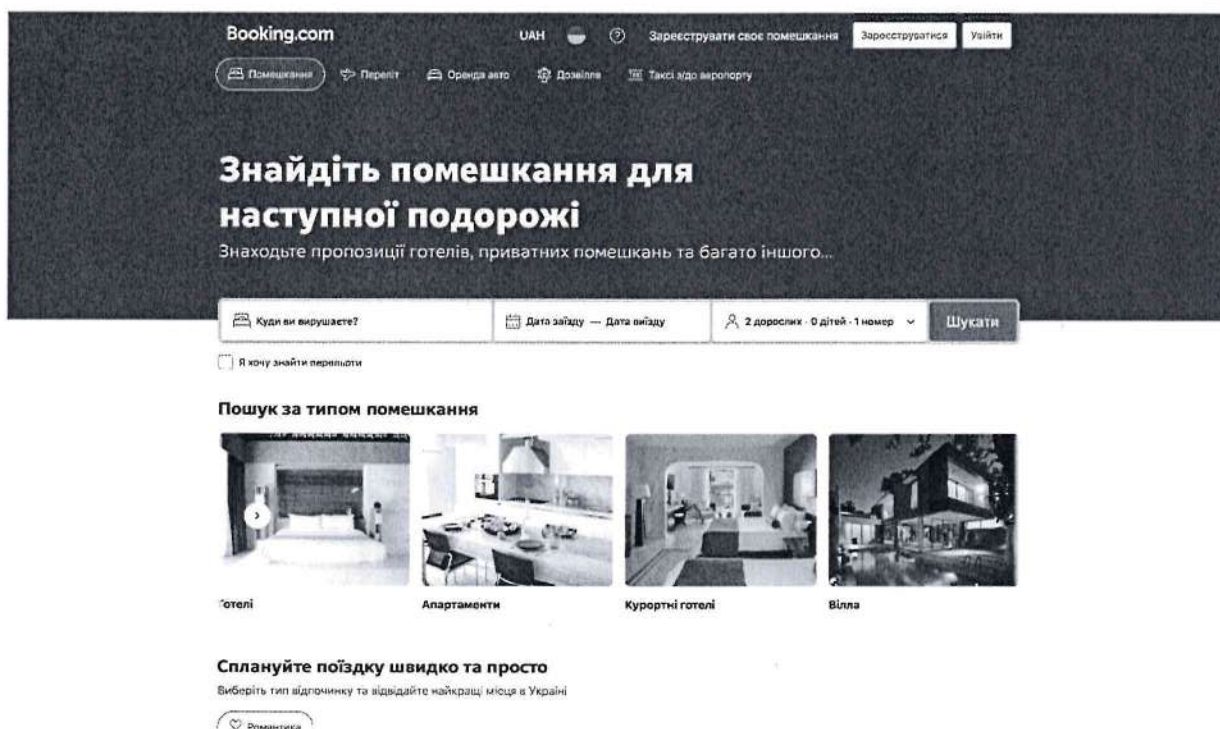 Booking.com
UAH
Зареєструвати своє помешкання
Зареєструватися
Увійти
Помешкання
Переліт
Оренда авто
Дозвілля
Таксі з/до аеропорту
Знайдіть помешкання для
наступної подорожі
Знаходьте пропозиції готелів, приватних помешкань та багато іншого...
Куди ви вирушаєте?
Дата заїзду — Дата виїзду
2 дорослих · 0 дітей · 1 номер
Шукати
Я хочу знайти перельоти
Пошук за типом помешкання
Готелі
Апартаменти
Курортні готелі
Вілла
Сплануйте поїздку швидко та просто
Виберіть тип відпочинку та відвідайте найкращі місця в Україні
Романтика